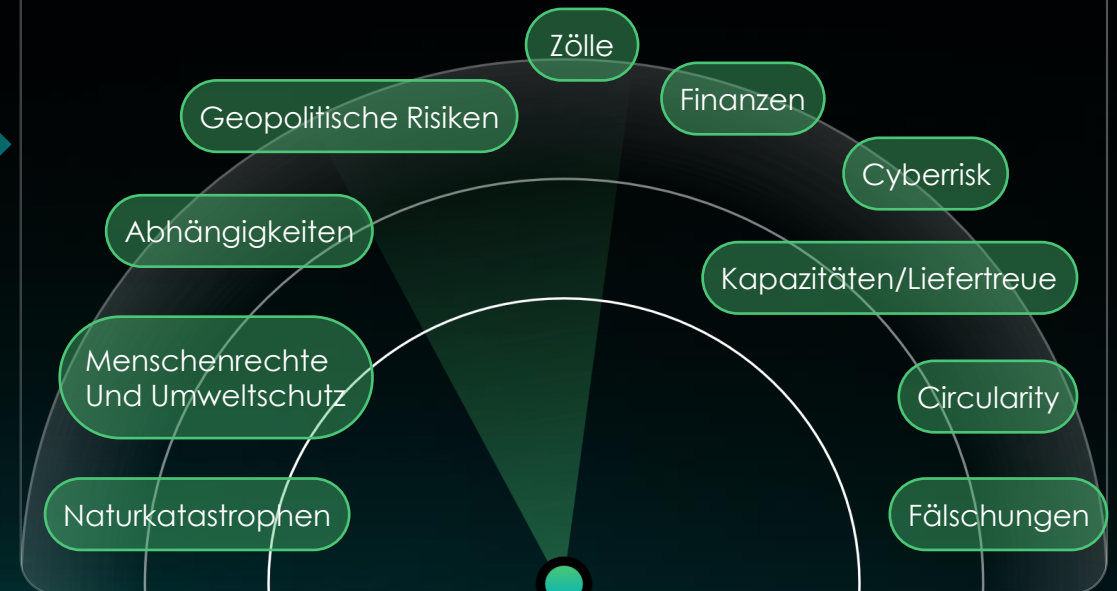 Zölle
Finanzen
Geopolitische Risiken
Cyberrisk
Abhängigkeiten
Kapazitäten/Liefertreue
Menschenrechte
Und Umweltschutz
Circularity
Naturkatastrophen
Fälschungen